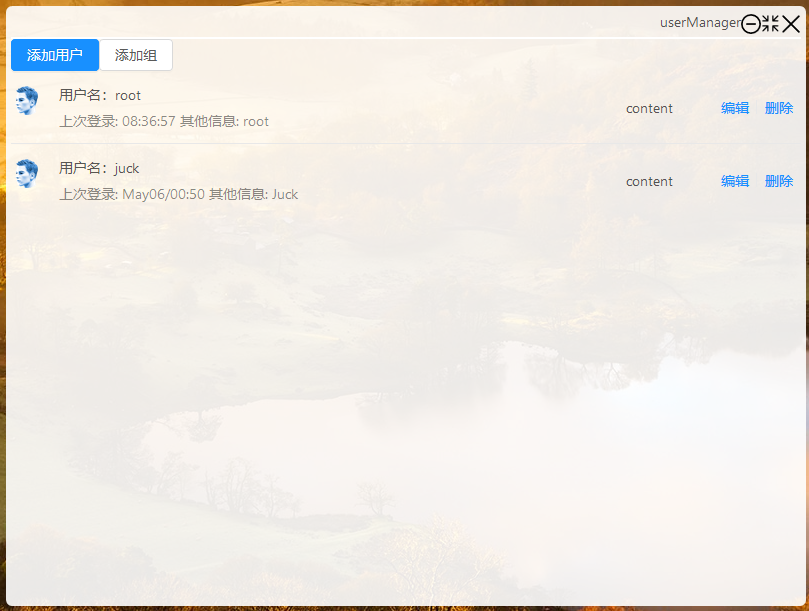 userManager
添加用户 添加组
用户名：root
上次登录: 08:36:57 其他信息: root
content 编辑 删除
用户名：juck
上次登录: May06/00:50 其他信息: Juck
content 编辑 删除